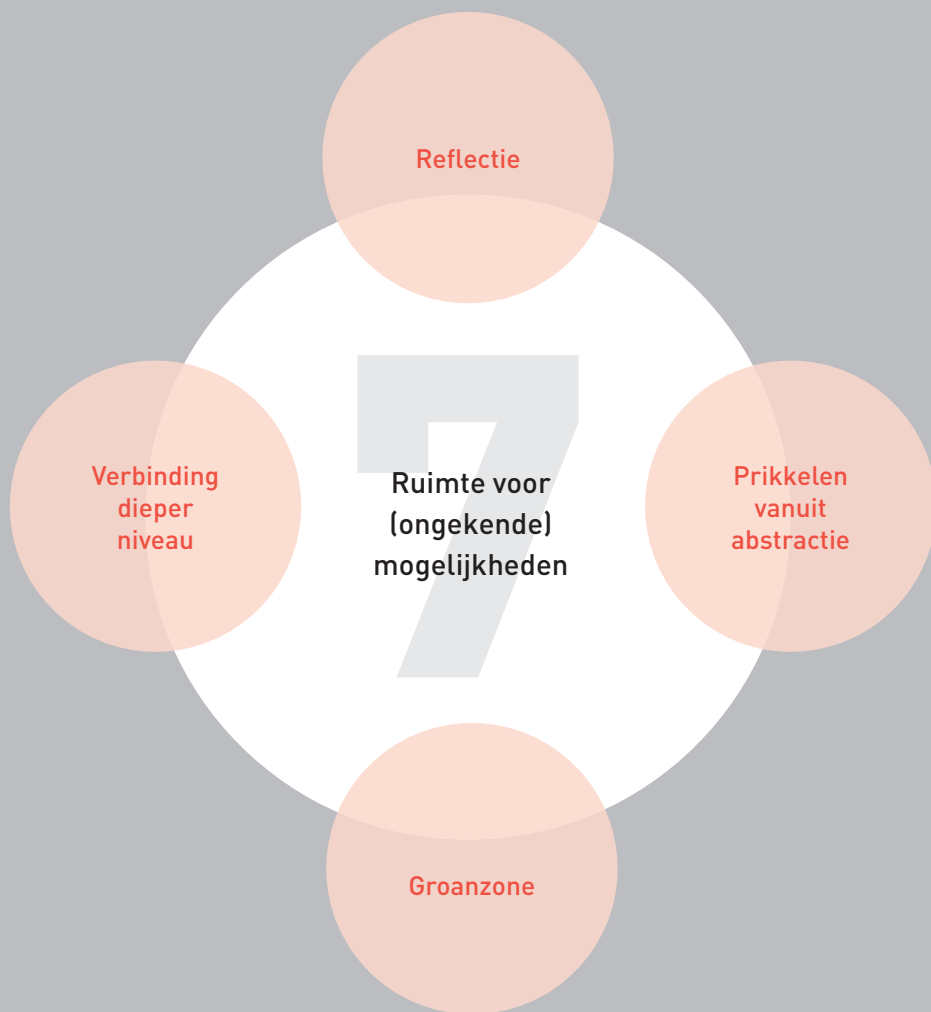 Reflectie
Verbinding
dieper
niveau
7
Ruimte voor
(ongekende)
mogelijkheden
Prikkelen
vanuit
abstractie
Groanzone